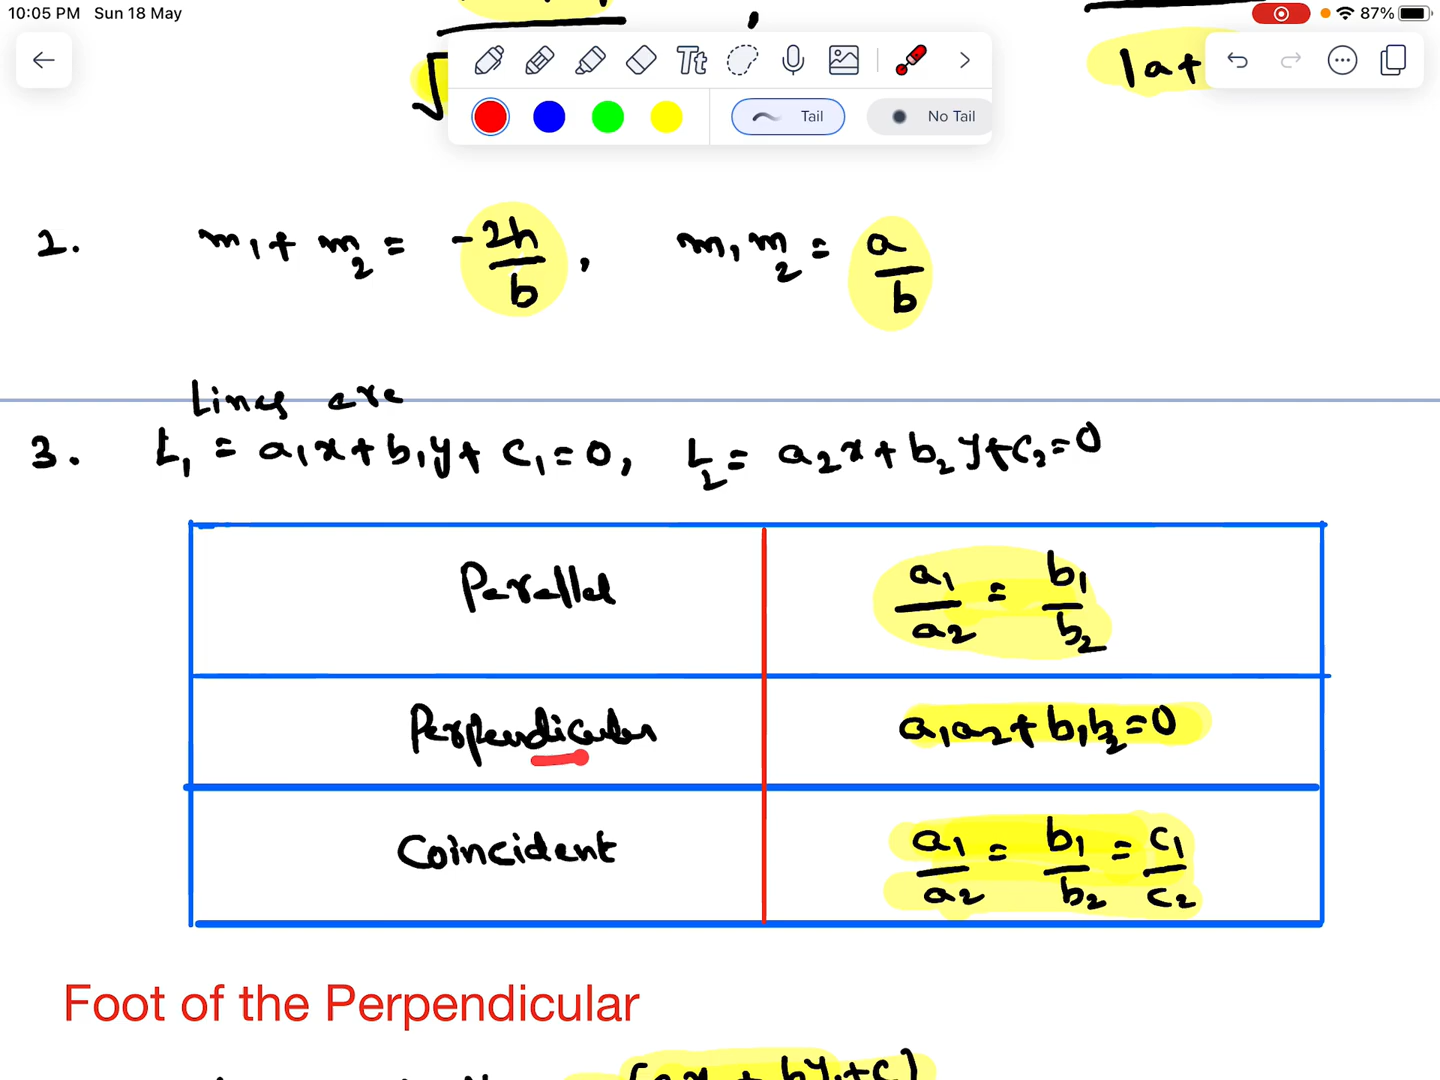 10:05 PM Sun 18 May 87%
|a+
Tt
Tail No Tail
2. m₁ + m₂ = -2h/b , m₁m₂ = a/b
Lines are
3. L₁ = a₁x + b₁y + c₁ = 0, L₂ = a₂x + b₂y + c₂ = 0
Parallel a₁/a₂ = b₁/b₂
Perpendicular a₁a₂ + b₁b₂ = 0
Coincident a₁/a₂ = b₁/b₂ = c₁/c₂
Foot of the Perpendicular